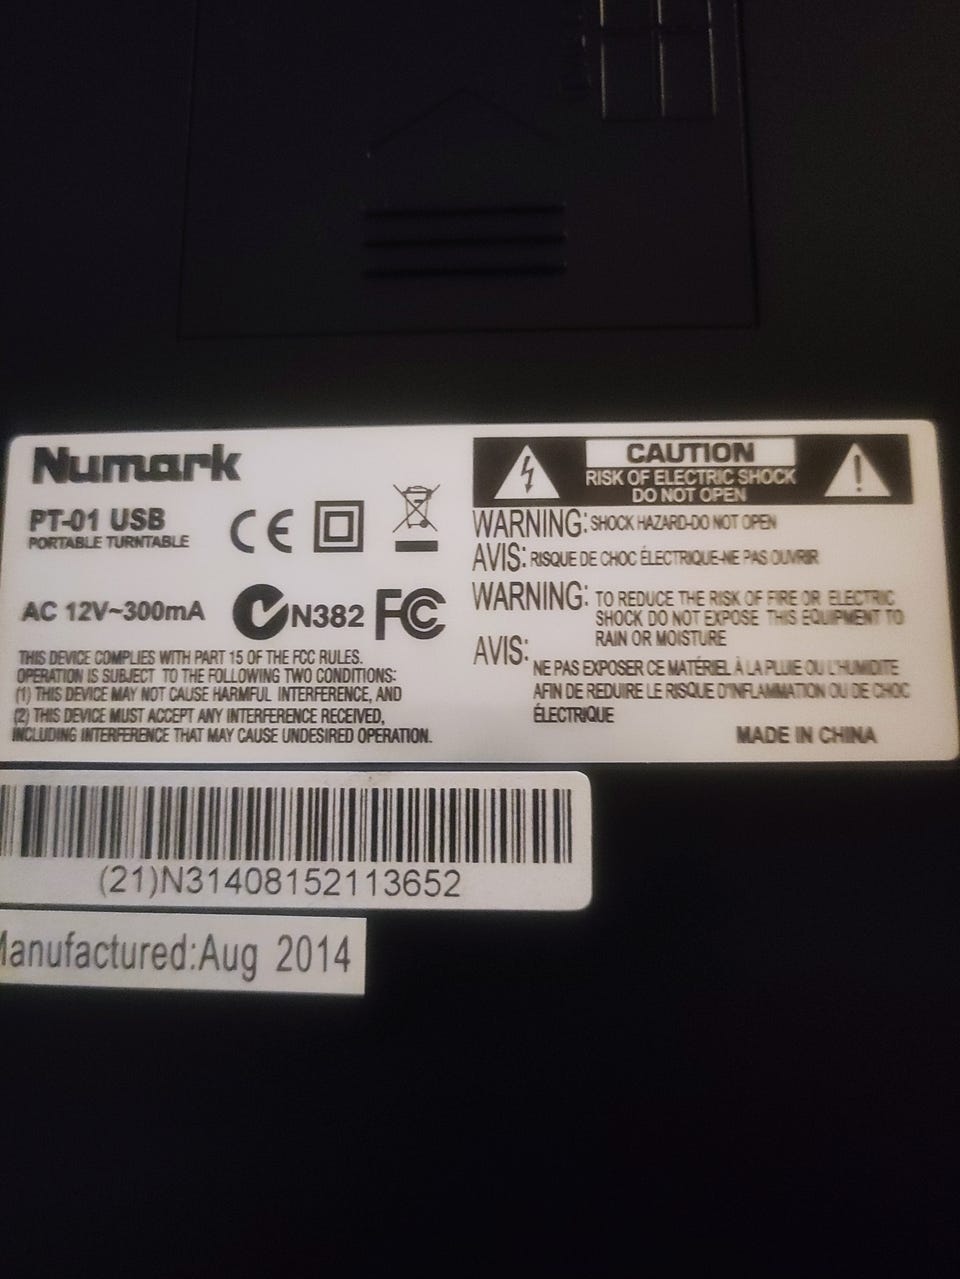 Numark
PT-01 USB
PORTABLE TURNTABLE
CE
AC 12V~300mA
N382 FC
THIS DEVICE COMPLIES WITH PART 15 OF THE FCC RULES.
OPERATION IS SUBJECT TO THE FOLLOWING TWO CONDITIONS:
(1) THIS DEVICE MAY NOT CAUSE HARMFUL INTERFERENCE, AND
(2) THIS DEVICE MUST ACCEPT ANY INTERFERENCE RECEIVED,
INCLUDING INTERFERENCE THAT MAY CAUSE UNDESIRED OPERATION.
CAUTION
RISK OF ELECTRIC SHOCK
DO NOT OPEN
WARNING: SHOCK HAZARD-DO NOT OPEN
AVIS: RISQUE DE CHOC ÉLECTRIQUE-NE PAS OUVRIR
WARNING: TO REDUCE THE RISK OF FIRE OR ELECTRIC
SHOCK DO NOT EXPOSE THIS EQUIPMENT TO
RAIN OR MOISTURE
AVIS:
NE PAS EXPOSER CE MATÉRIEL À LA PLUIE OU L'HUMIDITE
AFIN DE REDUIRE LE RISQUE D'INFLAMMATION OU DE CHOC
ÉLECTRIQUE
MADE IN CHINA
(21)N31408152113652
Manufactured:Aug 2014